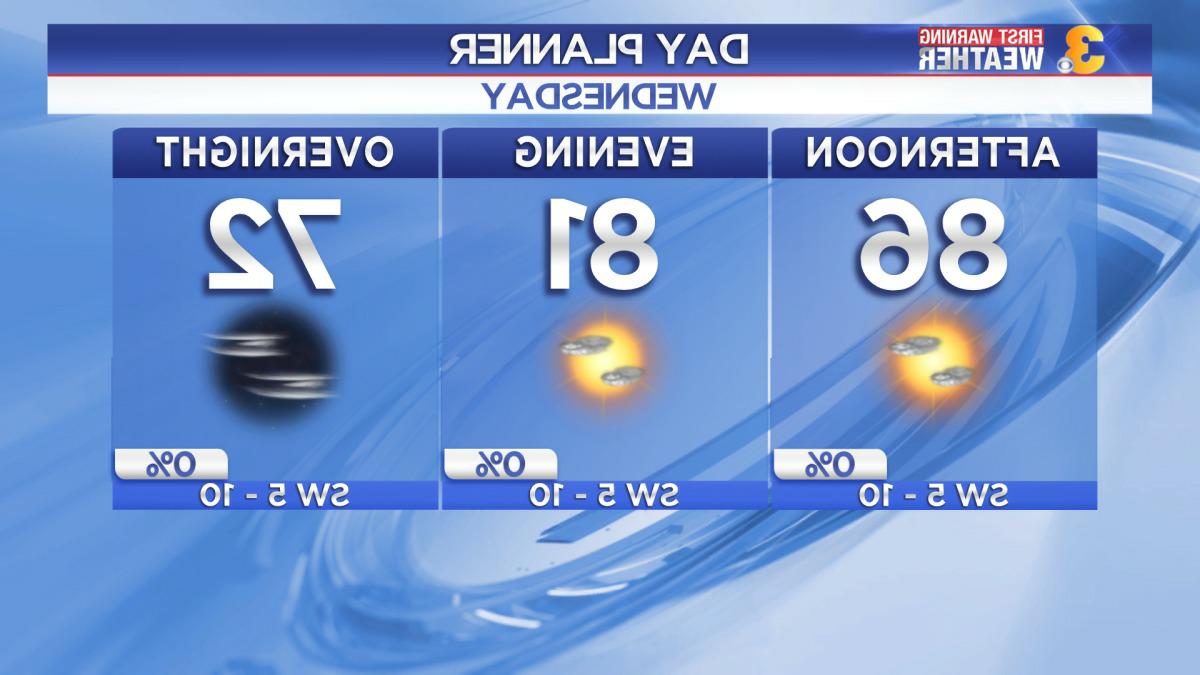 3 FIRST WARNING
WEATHER
DAY PLANNER
WEDNESDAY
AFTERNOON
86
0%
SW 5 - 10
EVENING
81
0%
SW 5 - 10
OVERNIGHT
72
0%
SW 5 - 10